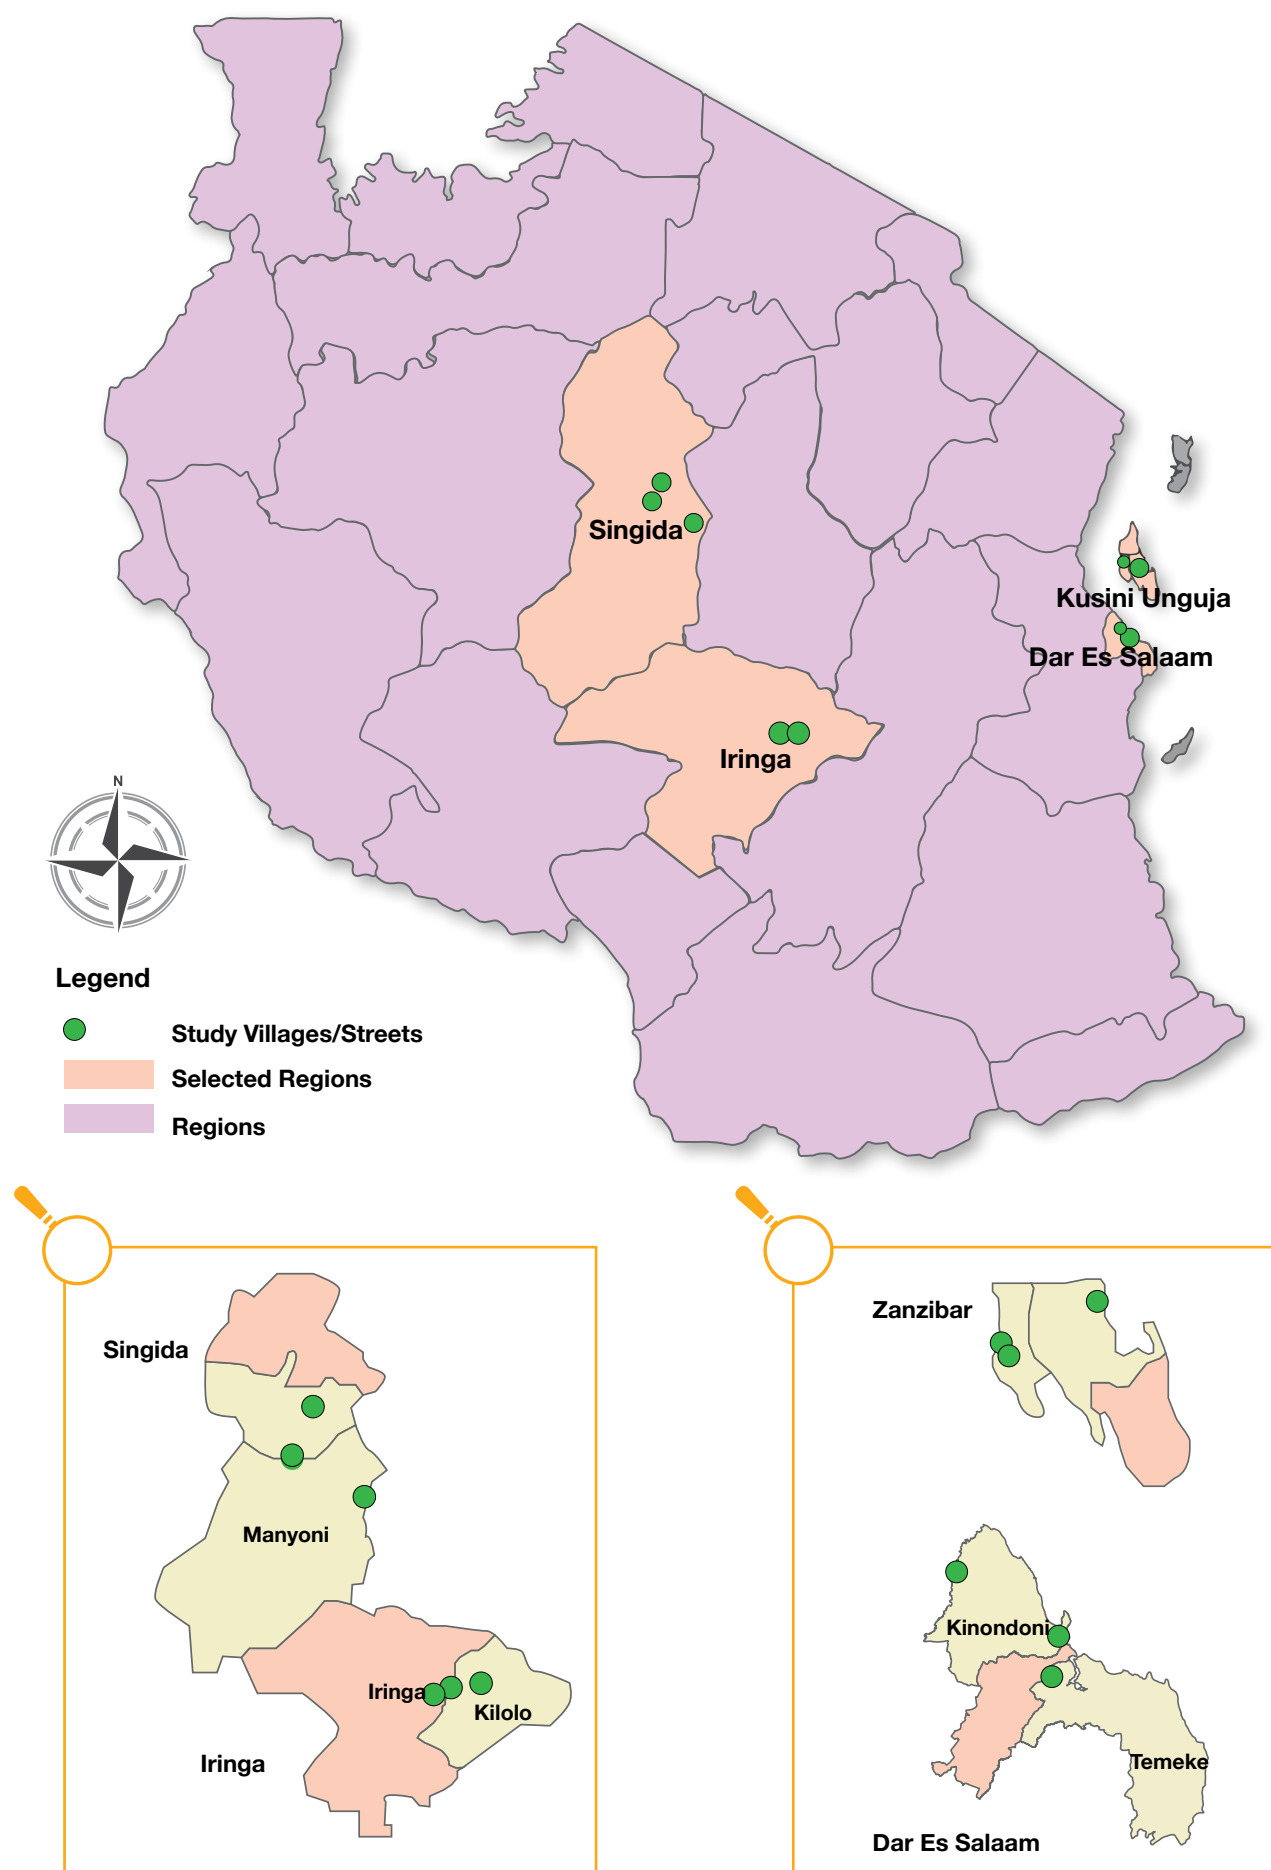 Singida
Kusini Unguja
Dar Es Salaam
Iringa
N
Legend
Study Villages/Streets
Selected Regions
Regions
Singida
Manyoni
Iringa
Kilolo
Iringa
Zanzibar
Kinondoni
Temeke
Dar Es Salaam